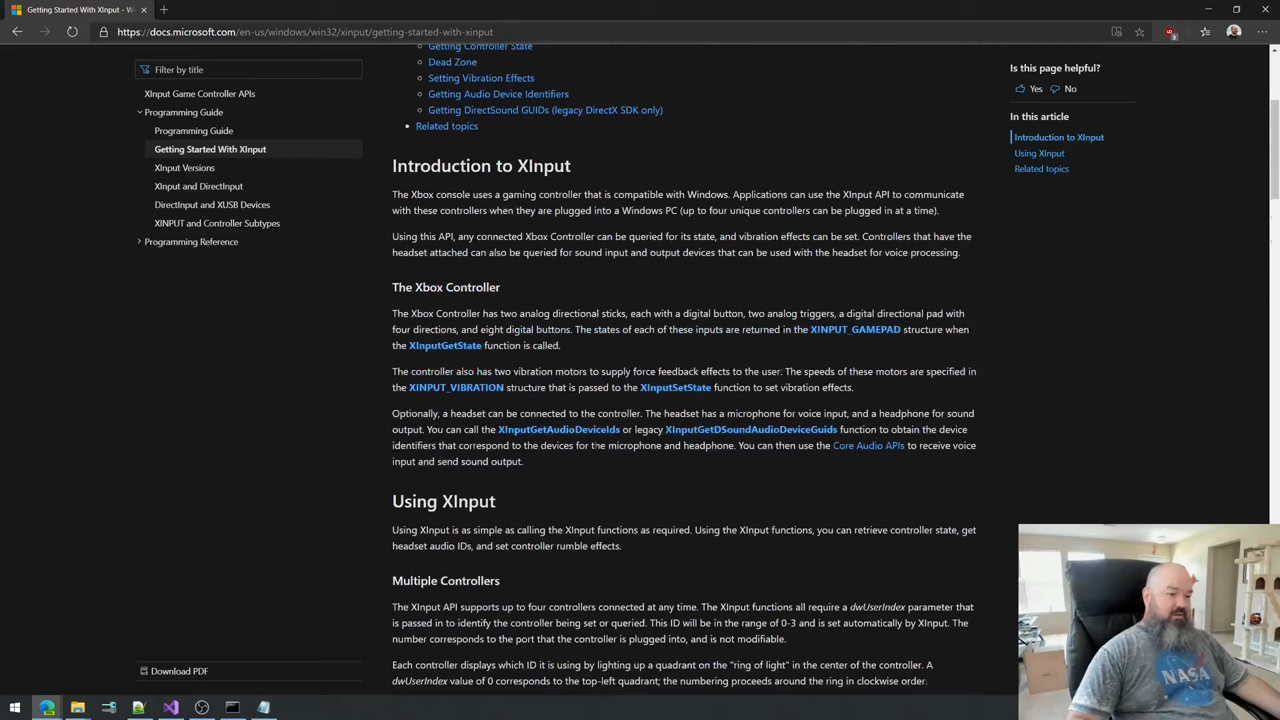 Getting Started With XInput - Wi
https://docs.microsoft.com/en-us/windows/win32/xinput/getting-started-with-xinput
Filter by title
XInput Game Controller APIs
Programming Guide
Programming Guide
Getting Started With XInput
XInput Versions
XInput and DirectInput
DirectInput and XUSB Devices
XINPUT and Controller Subtypes
Programming Reference
Download PDF
Getting Controller State
Dead Zone
Setting Vibration Effects
Getting Audio Device Identifiers
Getting DirectSound GUIDs (legacy DirectX SDK only)
Related topics
Introduction to XInput
The Xbox console uses a gaming controller that is compatible with Windows. Applications can use the XInput API to communicate
with these controllers when they are plugged into a Windows PC (up to four unique controllers can be plugged in at a time).
Using this API, any connected Xbox Controller can be queried for its state, and vibration effects can be set. Controllers that have the
headset attached can also be queried for sound input and output devices that can be used with the headset for voice processing.
The Xbox Controller
The Xbox Controller has two analog directional sticks, each with a digital button, two analog triggers, a digital directional pad with
four directions, and eight digital buttons. The states of each of these inputs are returned in the XINPUT_GAMEPAD structure when
the XInputGetState function is called.
The controller also has two vibration motors to supply force feedback effects to the user. The speeds of these motors are specified in
the XINPUT_VIBRATION structure that is passed to the XInputSetState function to set vibration effects.
Optionally, a headset can be connected to the controller. The headset has a microphone for voice input, and a headphone for sound
output. You can call the XInputGetAudioDeviceIds or legacy XInputGetDSoundAudioDeviceGuids function to obtain the device
identifiers that correspond to the devices for the microphone and headphone. You can then use the Core Audio APIs to receive voice
input and send sound output.
Using XInput
Using XInput is as simple as calling the XInput functions as required. Using the XInput functions, you can retrieve controller state, get
headset audio IDs, and set controller rumble effects.
Multiple Controllers
The XInput API supports up to four controllers connected at any time. The XInput functions all require a dwUserIndex parameter that
is passed in to identify the controller being set or queried. This ID will be in the range of 0-3 and is set automatically by XInput. The
number corresponds to the port that the controller is plugged into, and is not modifiable.
Each controller displays which ID it is using by lighting up a quadrant on the "ring of light" in the center of the controller. A
dwUserIndex value of 0 corresponds to the top-left quadrant; the numbering proceeds around the ring in clockwise order.
Is this page helpful?
Yes No
In this article
Introduction to XInput
Using XInput
Related topics
NASA